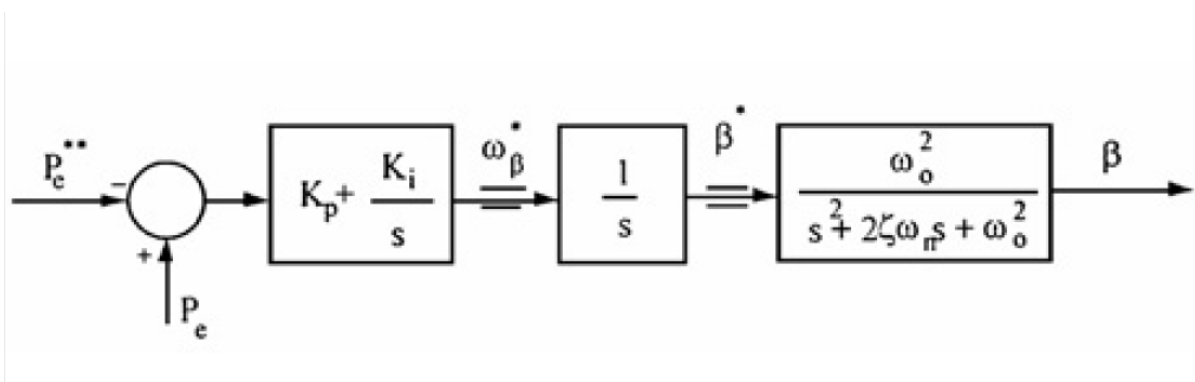 Pe** − + Pe
Kp + Ki / s
ωβ*
1 / s
β*
ωo² / s² + 2ζωns + ωo²
β